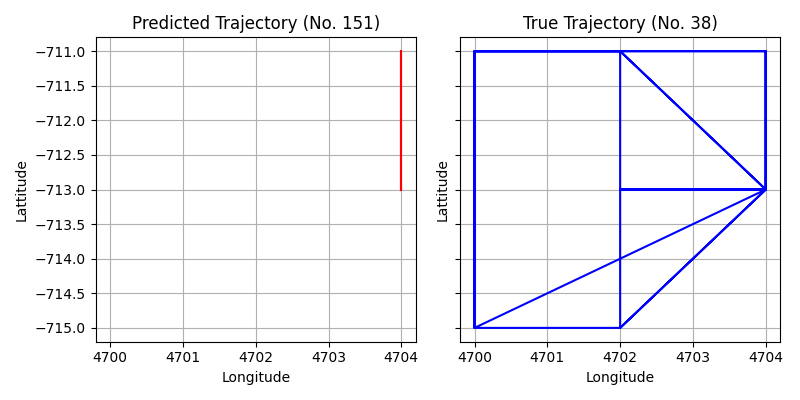 Predicted Trajectory (No. 151)
True Trajectory (No. 38)
−711.0
−711.5
−712.0
−712.5
−713.0
−713.5
−714.0
−714.5
−715.0
Lattitude
Lattitude
4700 4701 4702 4703 4704
4700 4701 4702 4703 4704
Longitude
Longitude